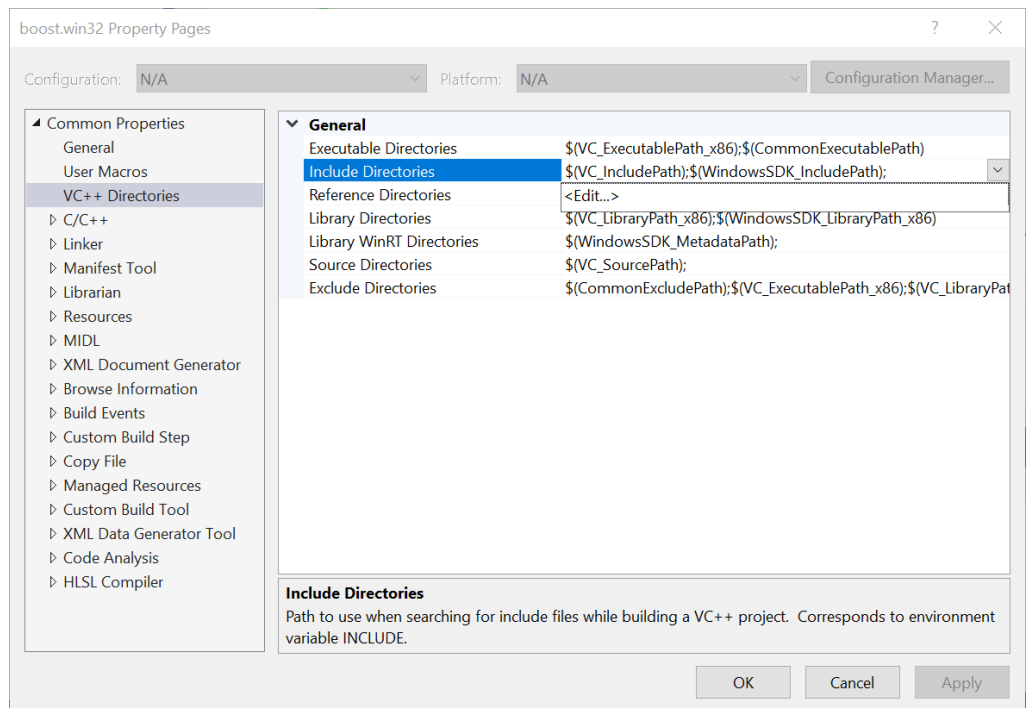 boost.win32 Property Pages
Configuration: N/A Platform: N/A Configuration Manager...
Common Properties
General
User Macros
VC++ Directories
C/C++
Linker
Manifest Tool
Librarian
Resources
MIDL
XML Document Generator
Browse Information
Build Events
Custom Build Step
Copy File
Managed Resources
Custom Build Tool
XML Data Generator Tool
Code Analysis
HLSL Compiler
General
Executable Directories $(VC_ExecutablePath_x86);$(CommonExecutablePath)
Include Directories $(VC_IncludePath);$(WindowsSDK_IncludePath);
Reference Directories <Edit...>
Library Directories $(VC_LibraryPath_x86);$(WindowsSDK_LibraryPath_x86)
Library WinRT Directories $(WindowsSDK_MetadataPath);
Source Directories $(VC_SourcePath);
Exclude Directories $(CommonExcludePath);$(VC_ExecutablePath_x86);$(VC_LibraryPat
Include Directories
Path to use when searching for include files while building a VC++ project. Corresponds to environment
variable INCLUDE.
OK Cancel Apply